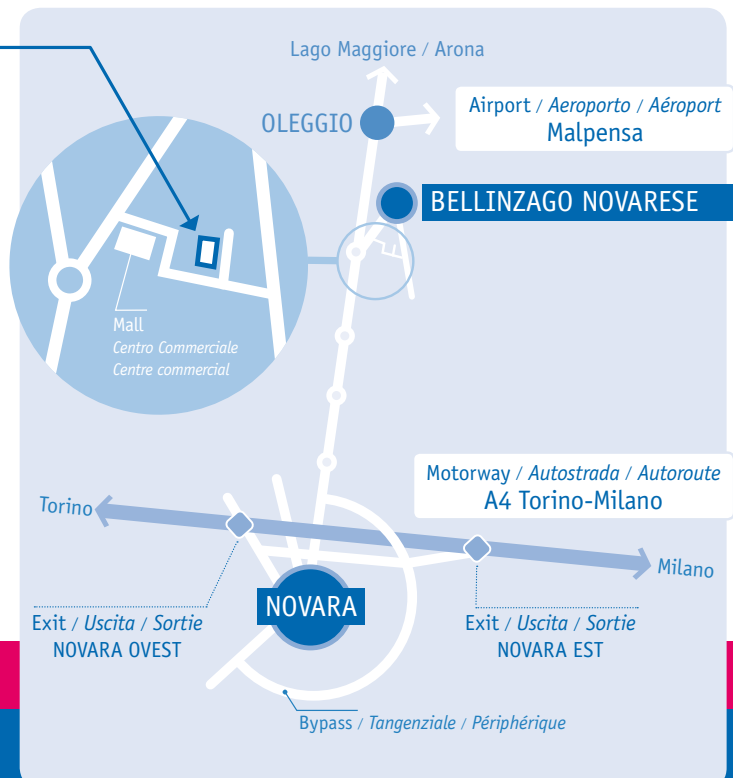 Lago Maggiore / Arona
OLEGGIO
Airport / Aeroporto / Aéroport
Malpensa
BELLINZAGO NOVARESE
Mall
Centro Commerciale
Centre commercial
Motorway / Autostrada / Autoroute
A4 Torino-Milano
Torino
Milano
NOVARA
Exit / Uscita / Sortie
NOVARA OVEST
Exit / Uscita / Sortie
NOVARA EST
Bypass / Tangenziale / Périphérique